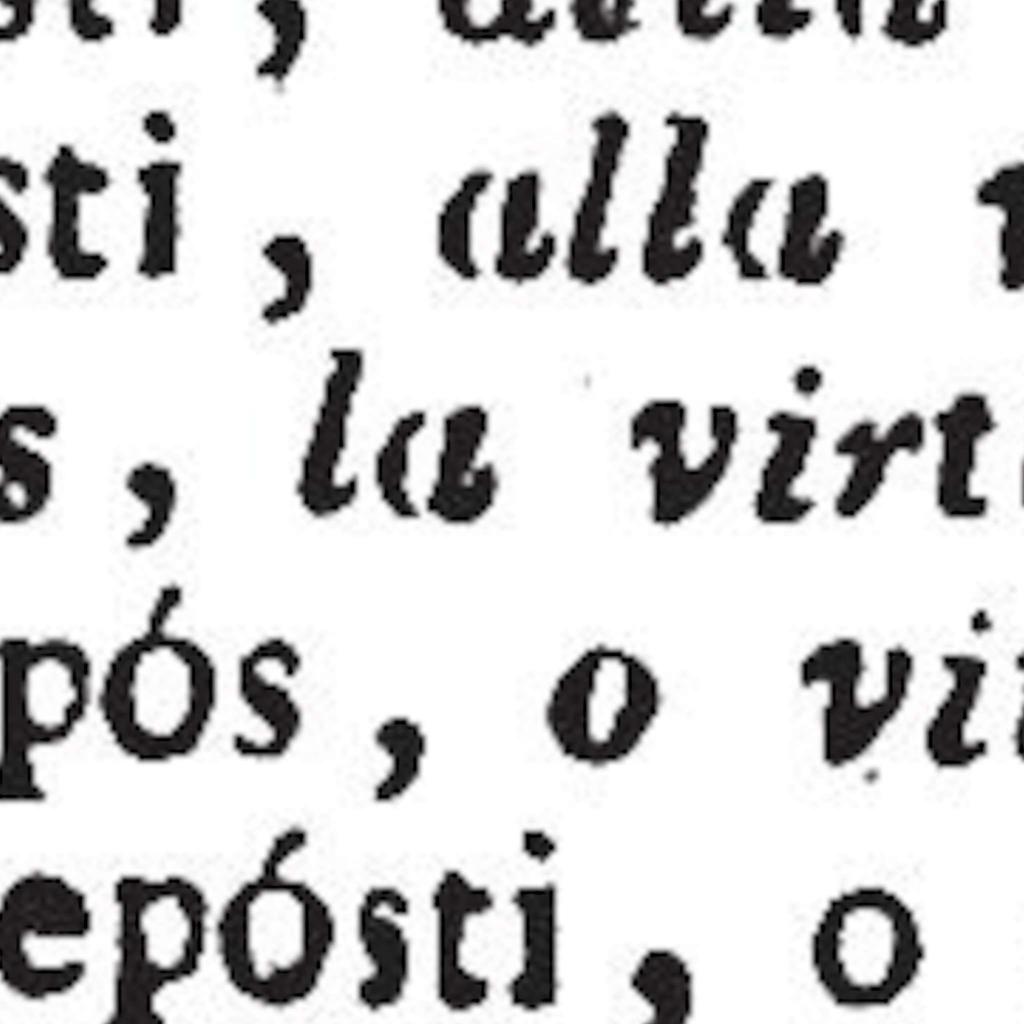 sti, alla
s, la virt
pós, o vi
epósti, o